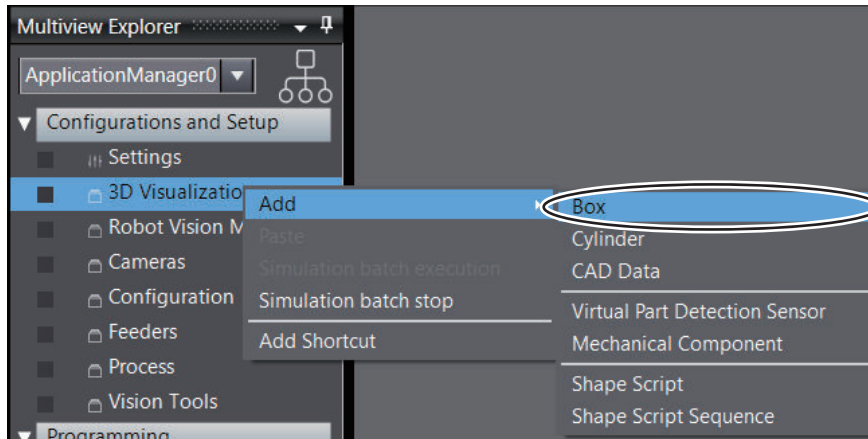 Multiview Explorer
ApplicationManager0
Configurations and Setup
Settings
3D Visualizatio
Robot Vision M
Cameras
Configuration
Feeders
Process
Vision Tools
Programming
Add
Paste
Simulation batch execution
Simulation batch stop
Add Shortcut
Box
Cylinder
CAD Data
Virtual Part Detection Sensor
Mechanical Component
Shape Script
Shape Script Sequence